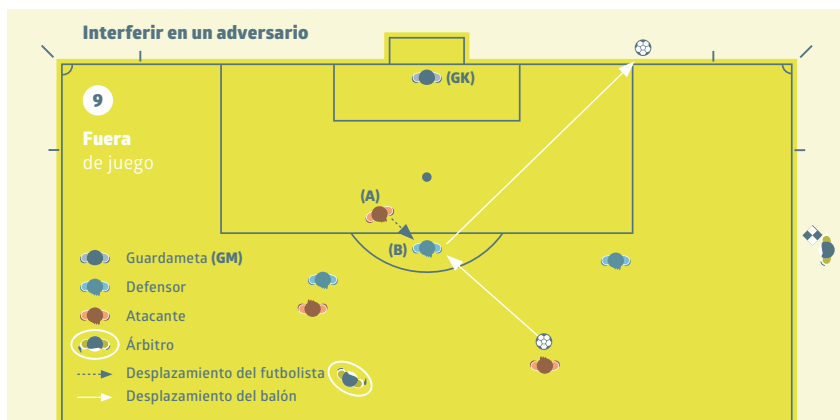 Interferir en un adversario
(GK)
9
Fuera
de juego
(A)
(B)
Guardameta (GM)
Defensor
Atacante
Árbitro
Desplazamiento del futbolista
Desplazamiento del balón